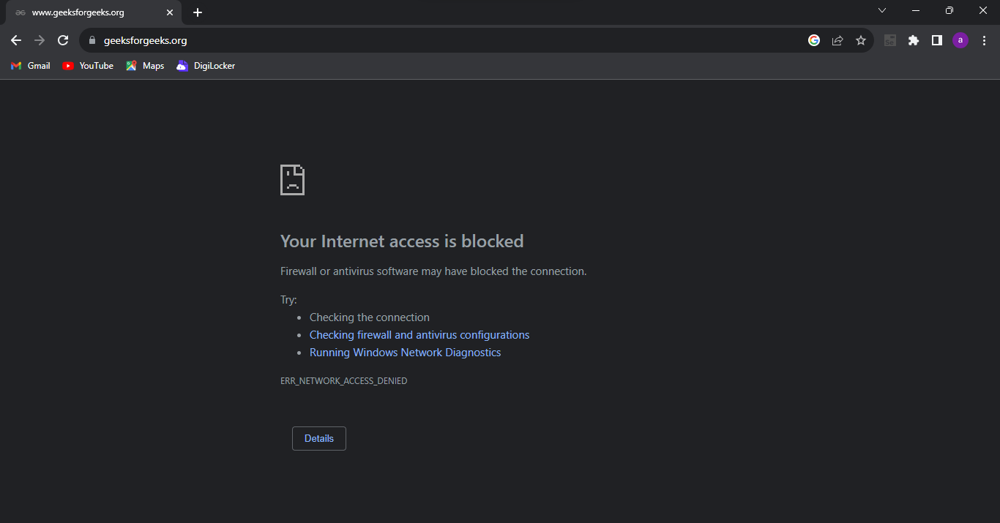 www.geeksforgeeks.org
geeksforgeeks.org
a
Gmail YouTube Maps DigiLocker
Your Internet access is blocked
Firewall or antivirus software may have blocked the connection.
Try:
• Checking the connection
• Checking firewall and antivirus configurations
• Running Windows Network Diagnostics
ERR_NETWORK_ACCESS_DENIED
Details